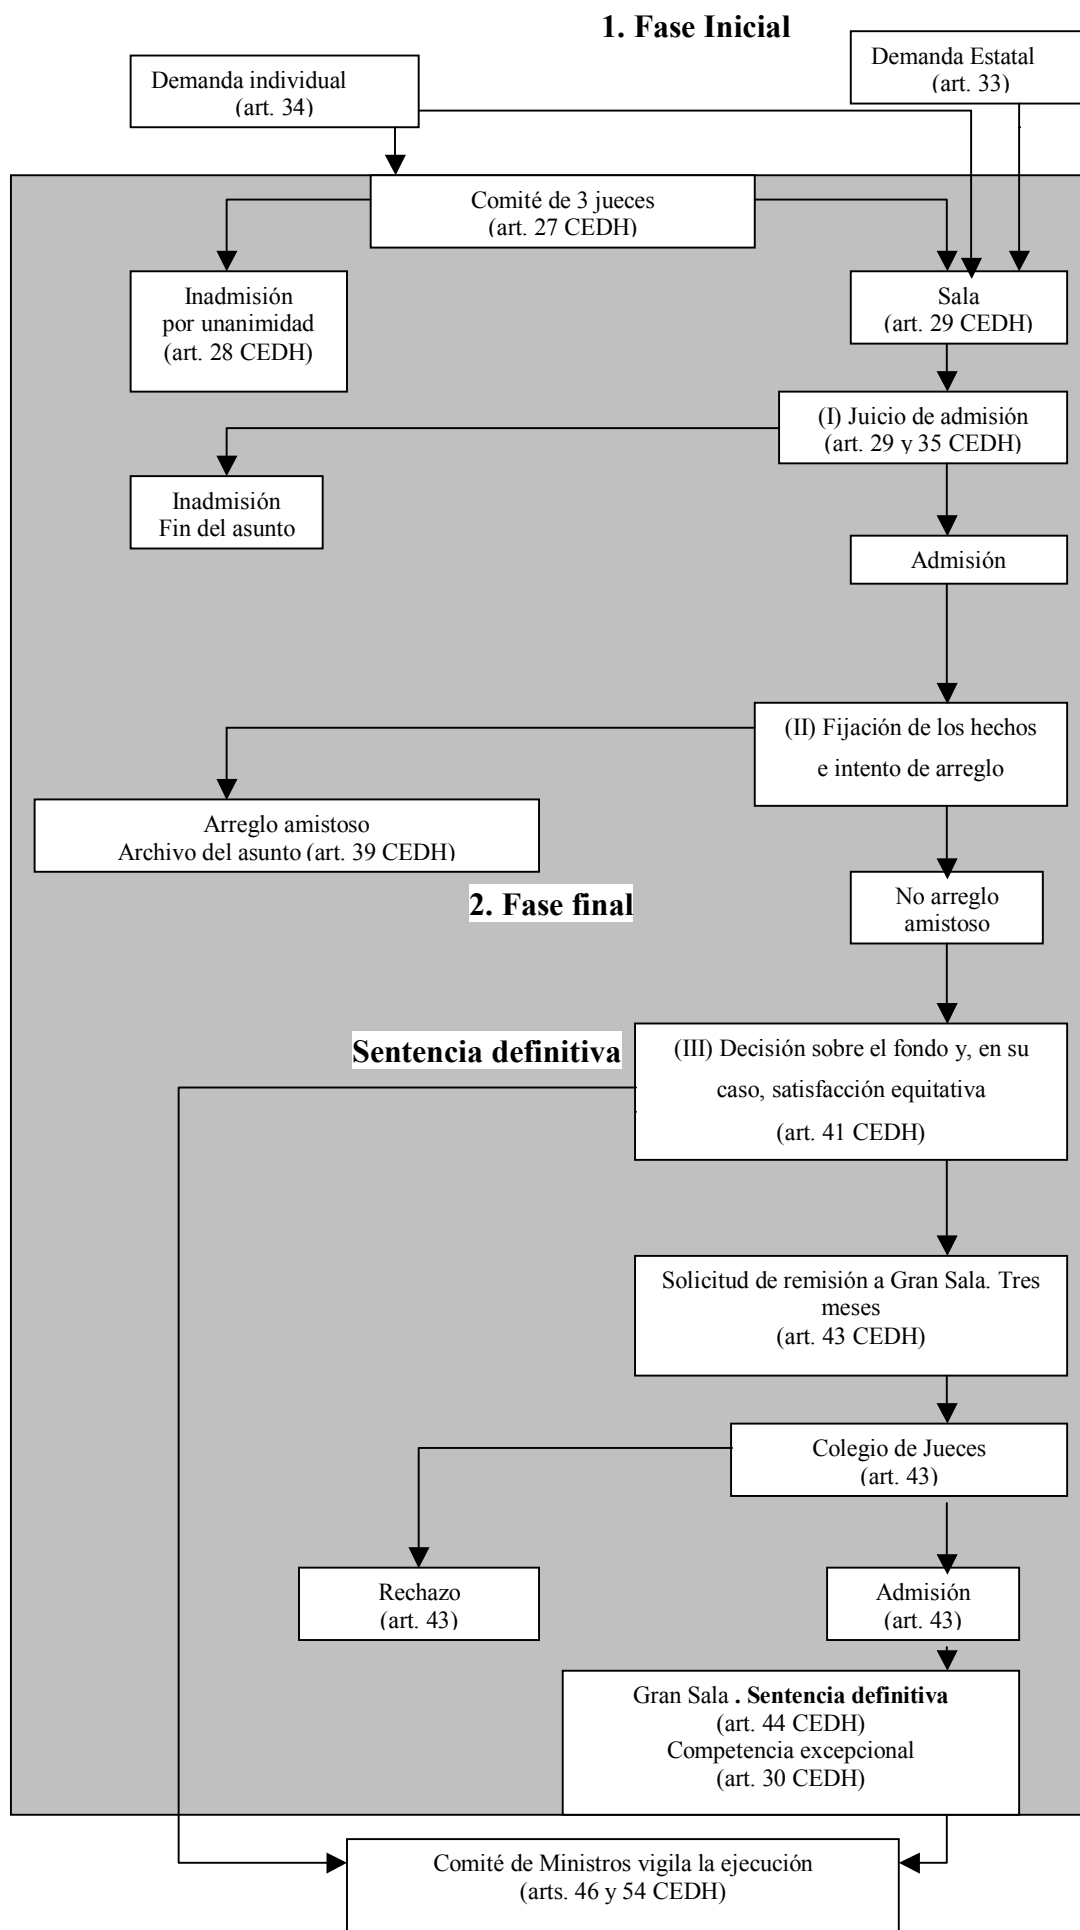 1. Fase Inicial
Demanda Estatal
(art. 33)
Demanda individual
(art. 34)
Comité de 3 jueces
(art. 27 CEDH)
Inadmisión
por unanimidad
(art. 28 CEDH)
Sala
(art. 29 CEDH)
(I) Juicio de admisión
(art. 29 y 35 CEDH)
Inadmisión
Fin del asunto
Admisión
(II) Fijación de los hechos
e intento de arreglo
Arreglo amistoso
Archivo del asunto (art. 39 CEDH)
No arreglo
amistoso
2. Fase final
Sentencia definitiva
(III) Decisión sobre el fondo y, en su
caso, satisfacción equitativa
(art. 41 CEDH)
Solicitud de remisión a Gran Sala. Tres
meses
(art. 43 CEDH)
Colegio de Jueces
(art. 43)
Rechazo
(art. 43)
Admisión
(art. 43)
Gran Sala . Sentencia definitiva
(art. 44 CEDH)
Competencia excepcional
(art. 30 CEDH)
Comité de Ministros vigila la ejecución
(arts. 46 y 54 CEDH)